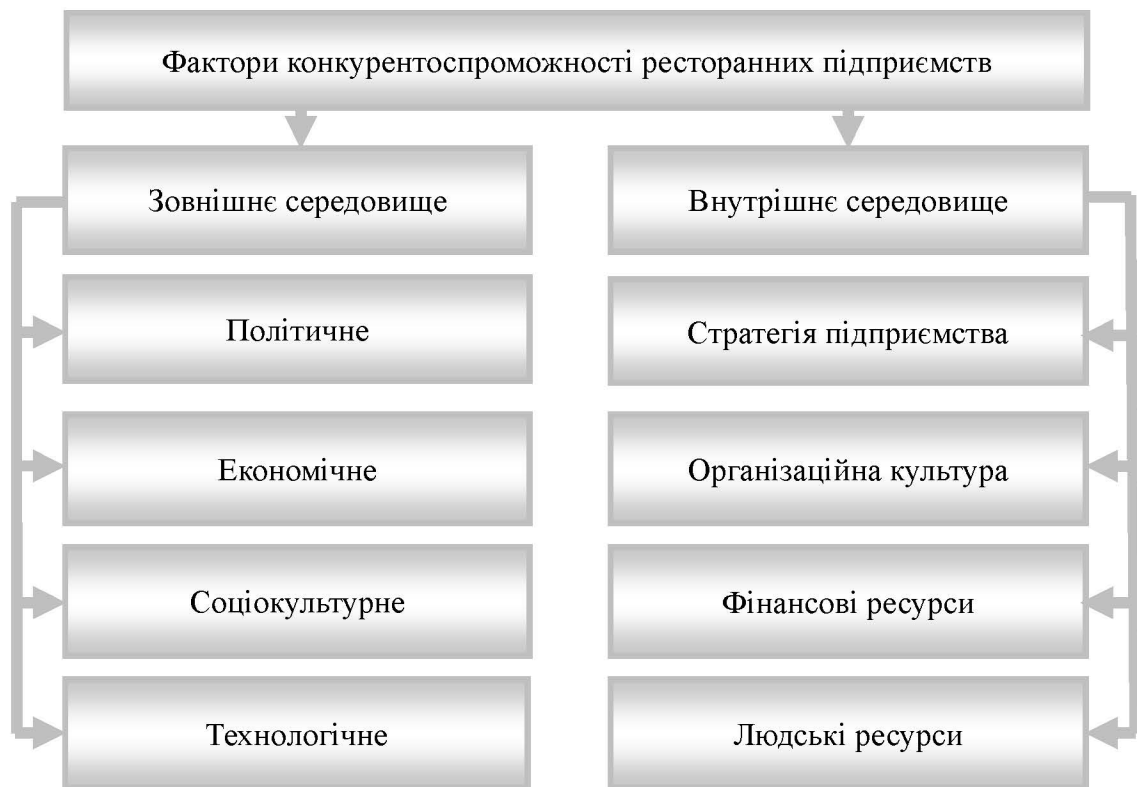 Фактори конкурентоспроможності ресторанних підприємств
Зовнішнє середовище
Внутрішнє середовище
Політичне
Стратегія підприємства
Економічне
Організаційна культура
Соціокультурне
Фінансові ресурси
Технологічне
Людські ресурси